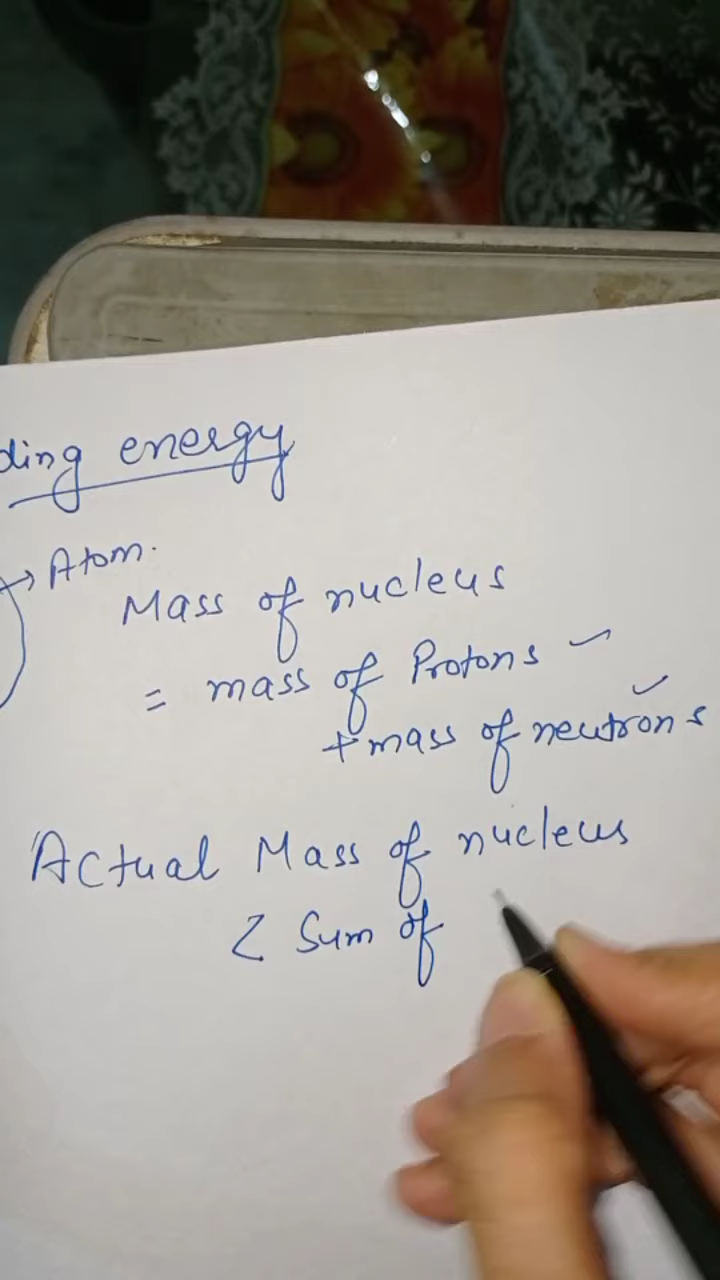 ding energy
→ Atom.
Mass of nucleus
= mass of Protons
+ mass of neutrons
Actual Mass of nucleus
< Sum of